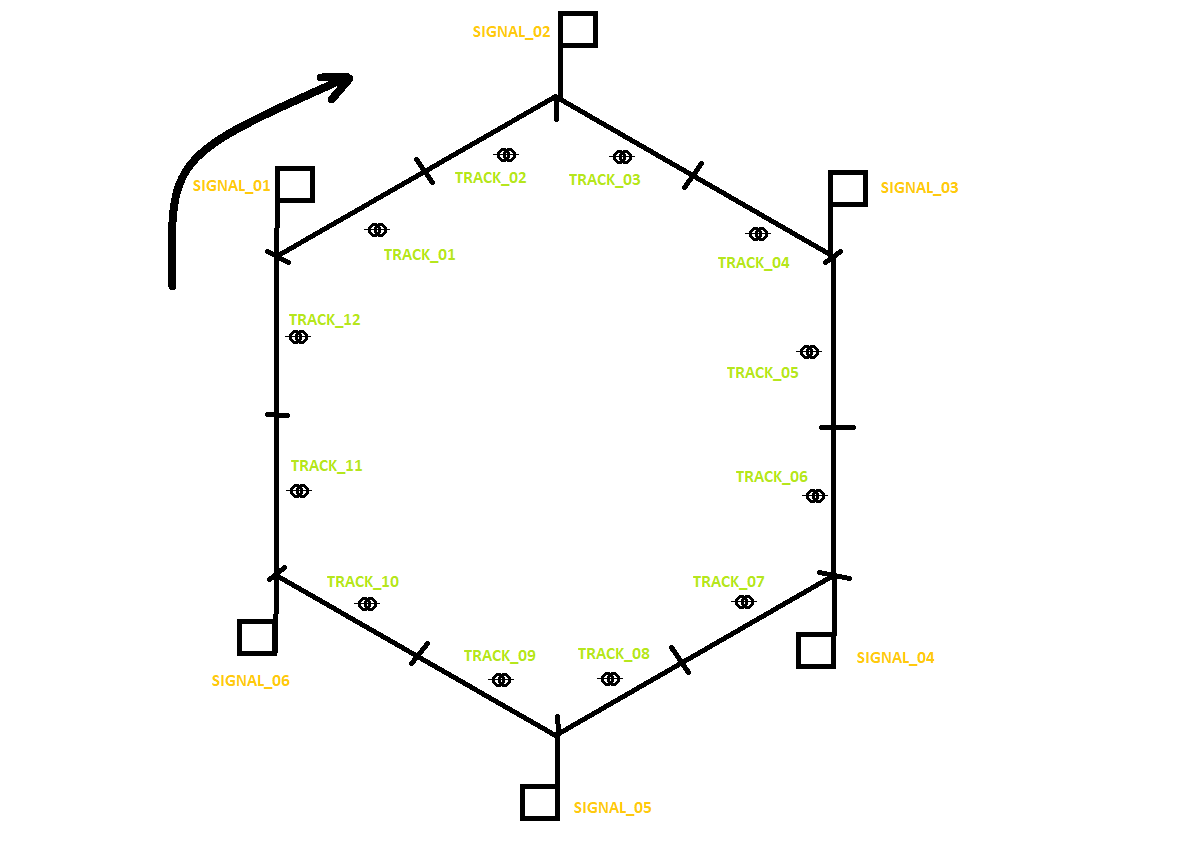 SIGNAL_02
SIGNAL_01
SIGNAL_03
TRACK_02
TRACK_03
TRACK_01
TRACK_04
TRACK_12
TRACK_05
TRACK_11
TRACK_06
TRACK_10
TRACK_07
TRACK_09
TRACK_08
SIGNAL_04
SIGNAL_06
SIGNAL_05